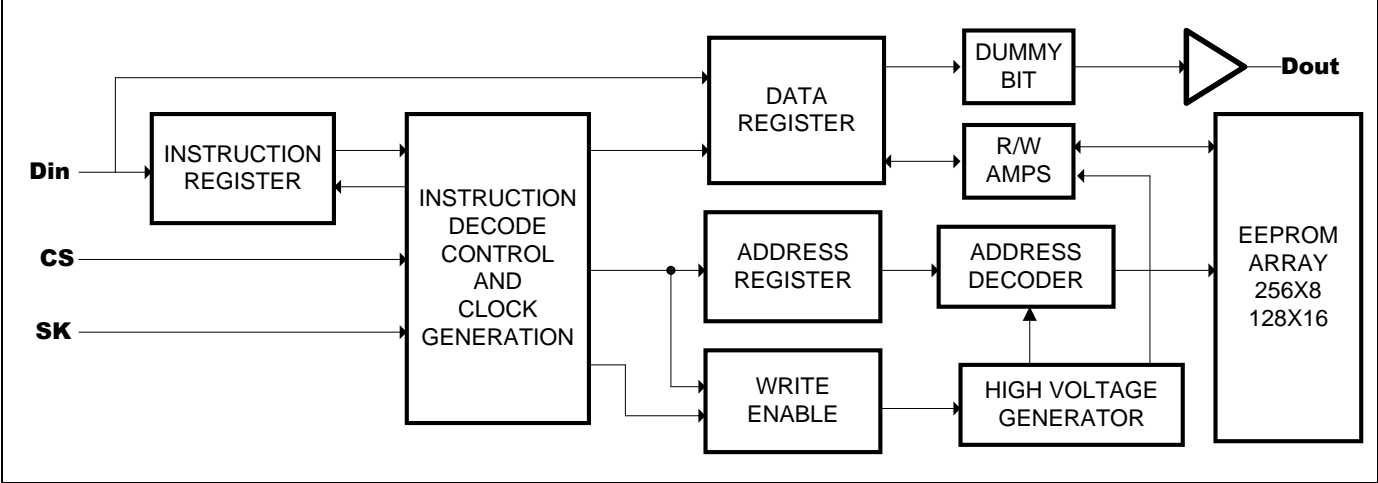 Din
CS
SK
INSTRUCTION
REGISTER
INSTRUCTION
DECODE
CONTROL
AND
CLOCK
GENERATION
DATA
REGISTER
DUMMY
BIT
Dout
R/W
AMPS
ADDRESS
REGISTER
ADDRESS
DECODER
WRITE
ENABLE
HIGH VOLTAGE
GENERATOR
EEPROM
ARRAY
256X8
128X16